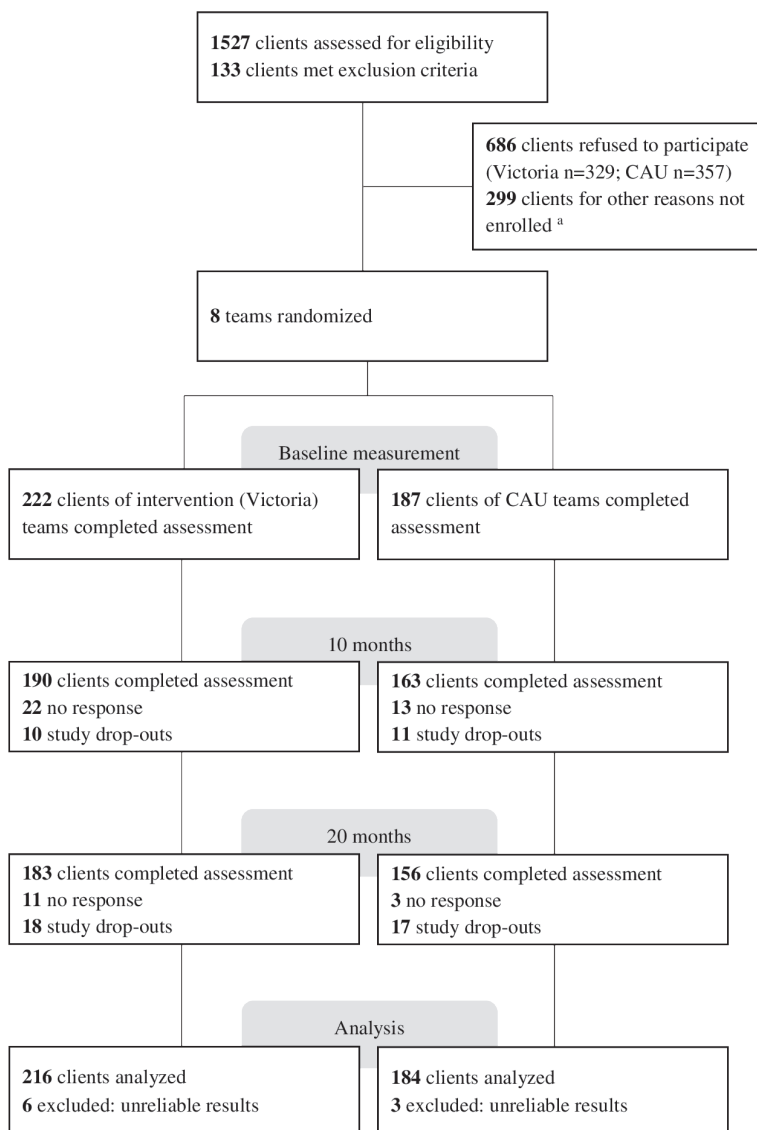 1527 clients assessed for eligibility
133 clients met exclusion criteria
686 clients refused to participate
(Victoria n=329; CAU n=357)
299 clients for other reasons not
enrolled a
8 teams randomized
Baseline measurement
222 clients of intervention (Victoria)
teams completed assessment
187 clients of CAU teams completed
assessment
10 months
190 clients completed assessment
22 no response
10 study drop-outs
163 clients completed assessment
13 no response
11 study drop-outs
20 months
183 clients completed assessment
11 no response
18 study drop-outs
156 clients completed assessment
3 no response
17 study drop-outs
Analysis
216 clients analyzed
6 excluded: unreliable results
184 clients analyzed
3 excluded: unreliable results